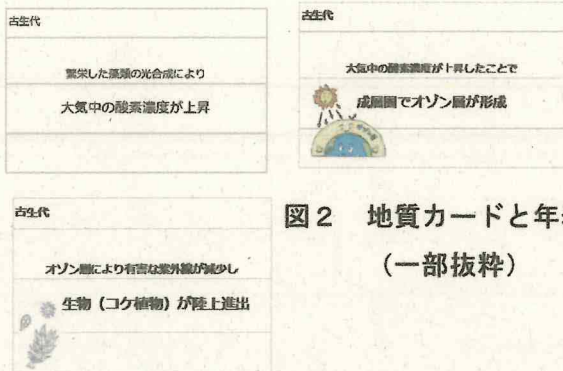 古生代
繁栄した藻類の光合成により
大気中の酸素濃度が上昇
古生代
大気中の酸素濃度が上昇したことで
成層圏でオゾン層が形成
古生代
オゾン層により有害な紫外線が減少し
生物（コケ植物）が陸上進出
図２　地質カードと年
（一部抜粋）